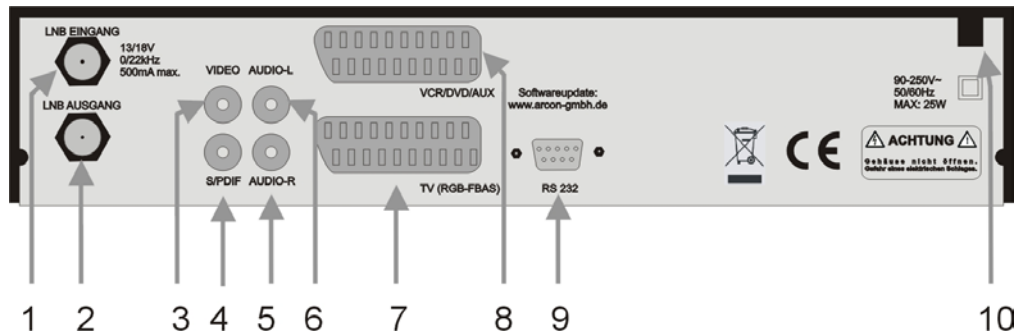 LNB EINGANG
13/18V
0/22kHz
500mA max.
LNB AUSGANG
VIDEO AUDIO-L
S/PDIF AUDIO-R
VCR/DVD/AUX
TV (RGB-FBAS)
Softwareupdate:
www.arcon-gmbh.de
RS 232
90-250V~
50/60Hz
MAX: 25W
CE
ACHTUNG
Gehäuse nicht öffnen.
Gefahr eines elektrischen Schlages.
1 2 3 4 5 6 7 8 9 10